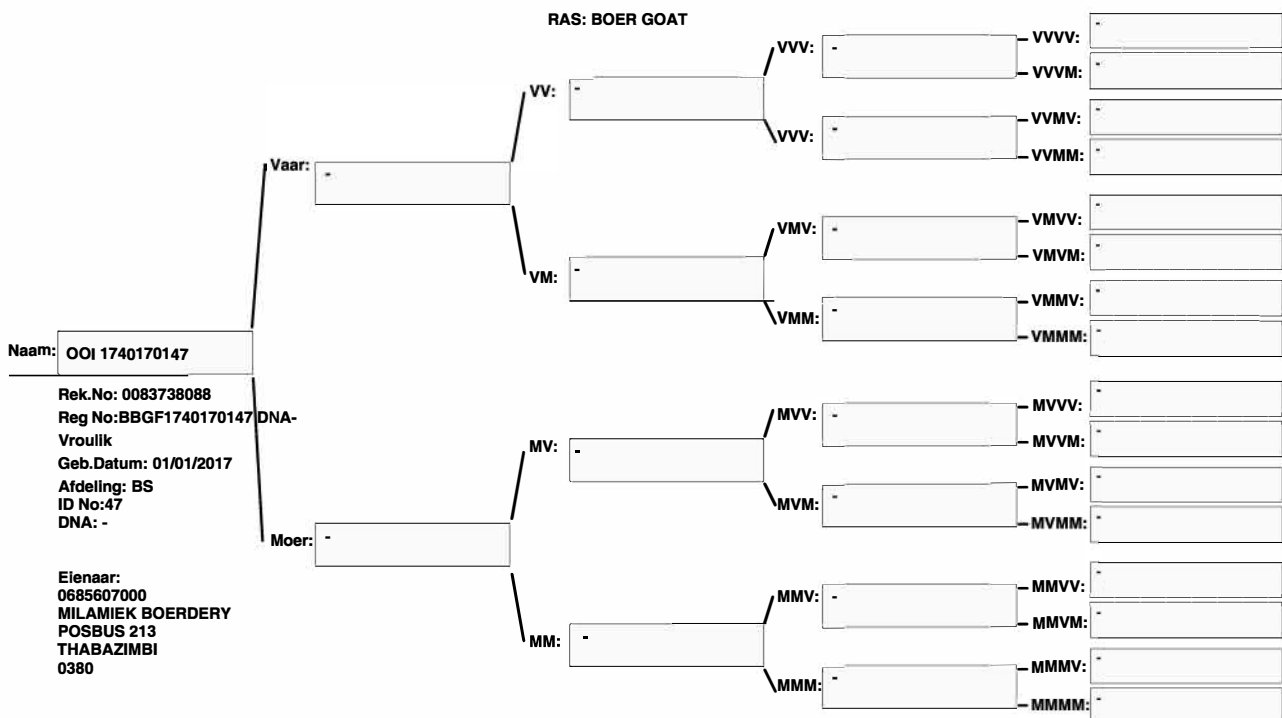 RAS: BOER GOAT
Naam: OOI 1740170147
Rek.No: 0083738088
Reg No:BBGF1740170147 DNA-
Vroulik
Geb.Datum: 01/01/2017
Afdeling: BS
ID No:47
DNA: -
Eienaar:
0685607000
MILAMIEK BOERDERY
POSBUS 213
THABAZIMBI
0380
Vaar: -
Moer: -
VV: -
VM: -
MV: -
MM: -
VVV: -
VVV: -
VMV: -
VMM: -
MVV: -
MVM: -
MMV: -
MMM: -
VVVV: -
VVVM: -
VVMV: -
VVMM: -
VMVV: -
VMVM: -
VMMV: -
VMMM: -
MVVV: -
MVVM: -
MVMV: -
MVMM: -
MMVV: -
MMVM: -
MMMV: -
MMMM: -